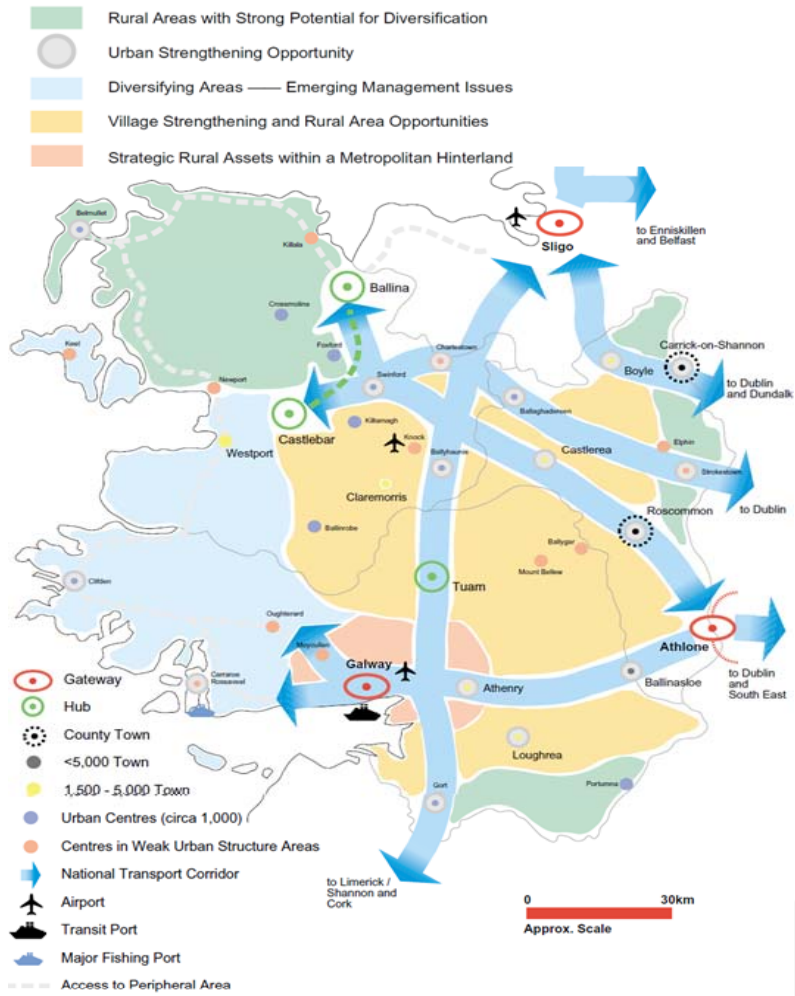 Rural Areas with Strong Potential for Diversification
Urban Strengthening Opportunity
Diversifying Areas —— Emerging Management Issues
Village Strengthening and Rural Area Opportunities
Strategic Rural Assets within a Metropolitan Hinterland
Belmullet
Killala
Sligo
to Enniskillen
and Belfast
Ballina
Crossmolina
Foxford
Charlestown
Carrick-on-Shannon
Keel
Newport
Swinford
Boyle
to Dublin
and Dundalk
Ballaghadereen
Castlebar
Kilkenagh
Knock
Westport
Ballyhaunis
Castlerea
Elphin
Strokestown
Claremorris
to Dublin
Roscommon
Ballinrobe
Ballygar
Mount Bellew
Clifden
Tuam
Oughterard
Athlone
Moycullen
Galway
Carraroe
Rossaveal
Athenry
Ballinasloe
to Dublin
and
South East
Loughrea
Gort
Portumna
Gateway
Hub
County Town
<5,000 Town
1,500 - 5,000 Town
Urban Centres (circa 1,000)
Centres in Weak Urban Structure Areas
National Transport Corridor
Airport
Transit Port
Major Fishing Port
Access to Peripheral Area
to Limerick /
Shannon and
Cork
0 30km
Approx. Scale